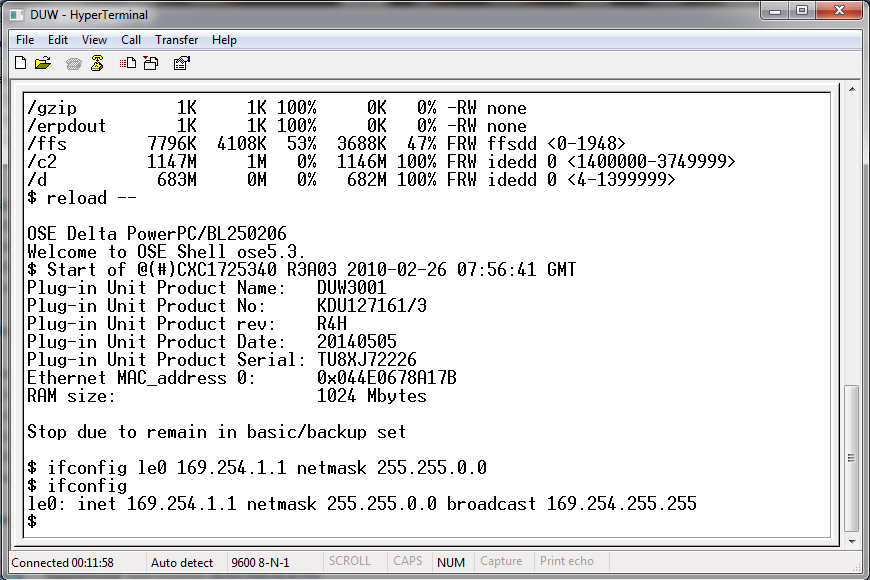 DUW - HyperTerminal
File Edit View Call Transfer Help
/gzip 1K 1K 100% 0K 0% -RW none
/erpdout 1K 1K 100% 0K 0% -RW none
/ffs 7796K 4108K 53% 3688K 47% FRW ffsdd <0-1948>
/c2 1147M 1M 0% 1146M 100% FRW idedd 0 <1400000-3749999>
/d 683M 0M 0% 682M 100% FRW idedd 0 <4-1399999>
$ reload --
OSE Delta PowerPC/BL250206
Welcome to OSE Shell ose5.3.
$ Start of @(#)CXC1725340 R3A03 2010-02-26 07:56:41 GMT
Plug-in Unit Product Name: DUW3001
Plug-in Unit Product No: KDU127161/3
Plug-in Unit Product rev: R4H
Plug-in Unit Product Date: 20140505
Plug-in Unit Product Serial: TU8XJ72226
Ethernet MAC_address 0: 0x044E0678A17B
RAM size: 1024 Mbytes
Stop due to remain in basic/backup set
$ ifconfig le0 169.254.1.1 netmask 255.255.0.0
$ ifconfig
le0: inet 169.254.1.1 netmask 255.255.0.0 broadcast 169.254.255.255
$
Connected 00:11:58 Auto detect 9600 8-N-1 SCROLL CAPS NUM Capture Print echo